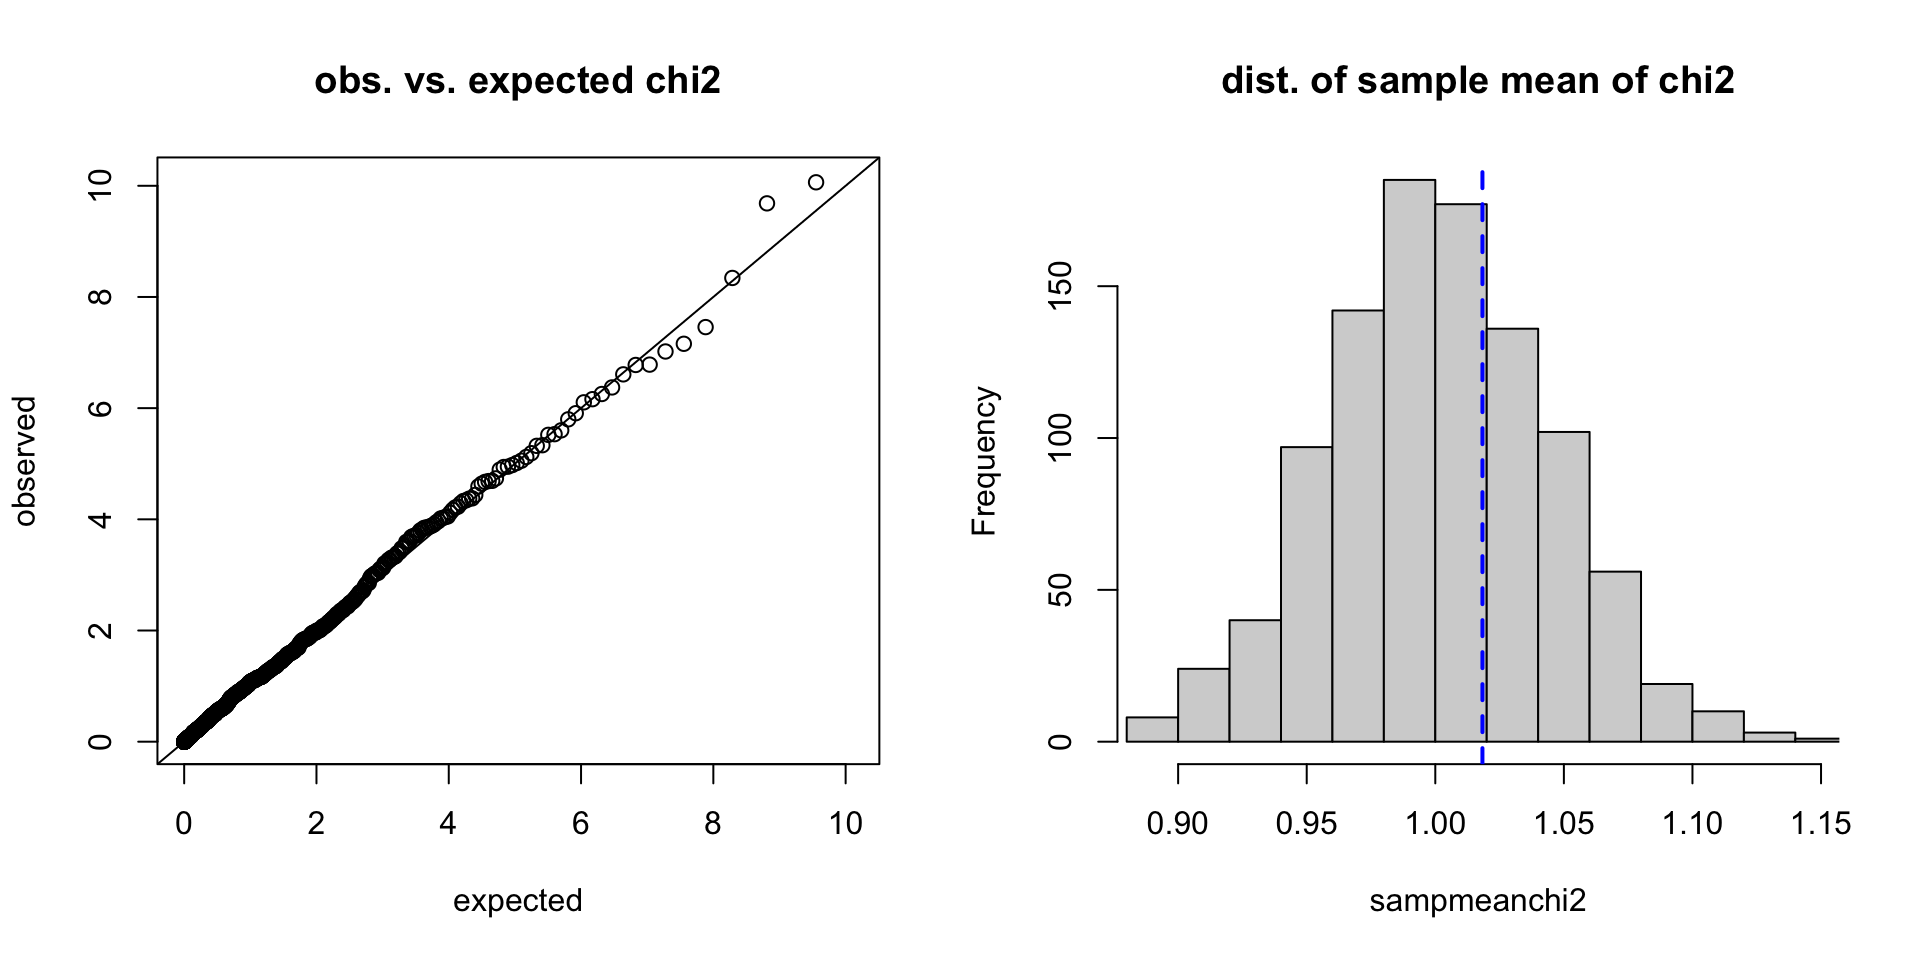 obs. vs. expected chi2
observed
10
8
6
4
2
0
0 2 4 6 8 10
expected
dist. of sample mean of chi2
Frequency
150
100
50
0
0.90 0.95 1.00 1.05 1.10 1.15
sampmeanchi2